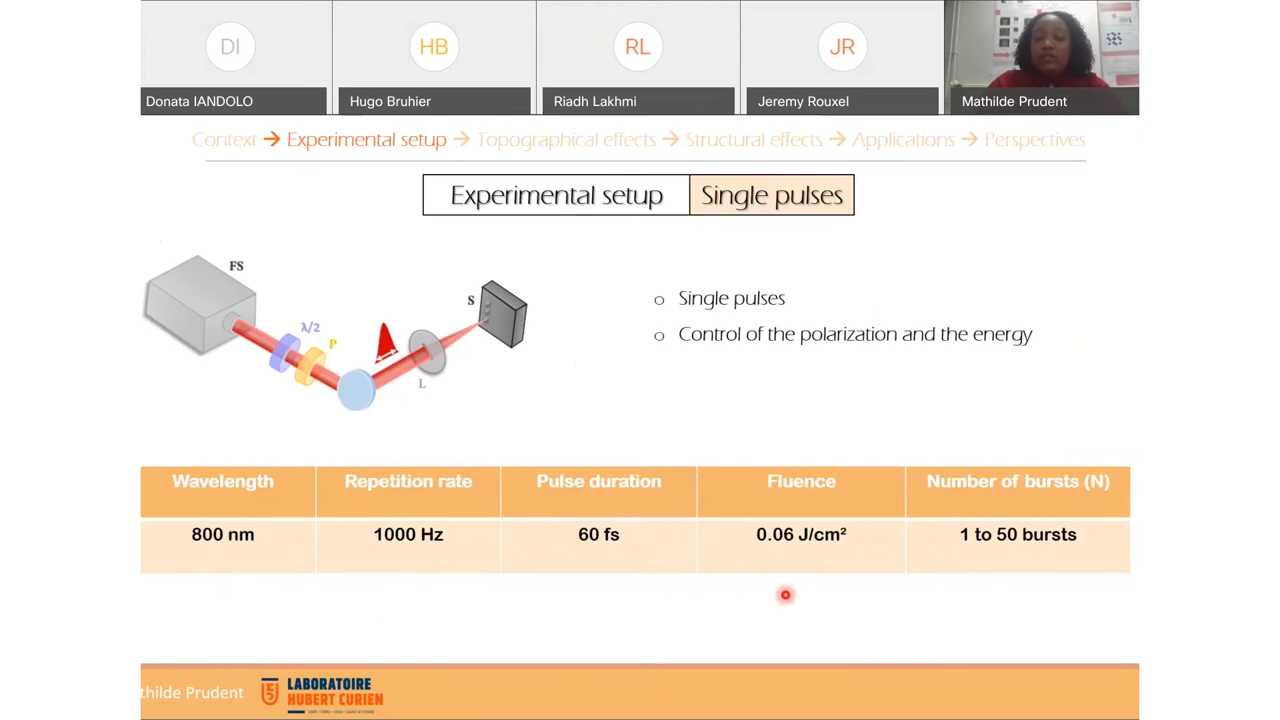 DI
HB
RL
JR
Donata IANDOLO
Hugo Bruhier
Riadh Lakhmi
Jeremy Rouxel
Mathilde Prudent
Context → Experimental setup → Topographical effects → Structural effects → Applications → Perspectives
Experimental setup Single pulses
FS
λ/2
P
L
S
○ Single pulses
○ Control of the polarization and the energy
Wavelength Repetition rate Pulse duration Fluence Number of bursts (N)
800 nm 1000 Hz 60 fs 0.06 J/cm² 1 to 50 bursts
thilde Prudent
LABORATOIRE
HUBERT CURIEN